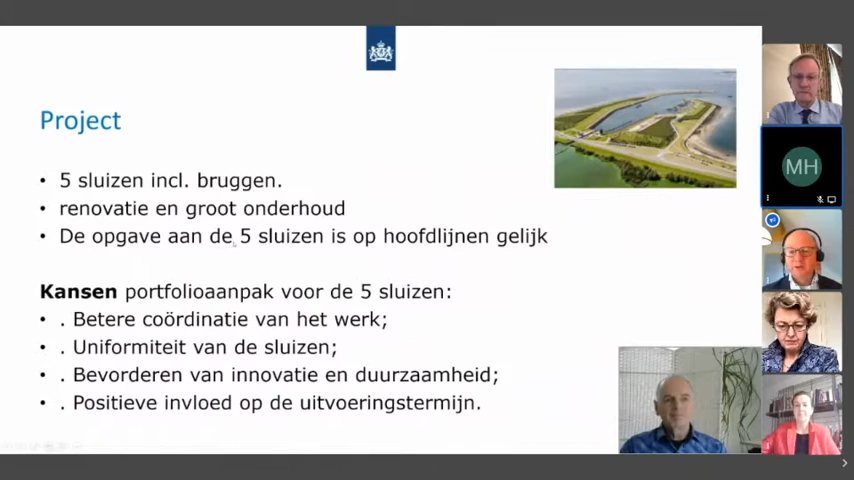 Project
• 5 sluizen incl. bruggen.
• renovatie en groot onderhoud
• De opgave aan de 5 sluizen is op hoofdlijnen gelijk
Kansen portfolioaanpak voor de 5 sluizen:
• . Betere coördinatie van het werk;
• . Uniformiteit van de sluizen;
• . Bevorderen van innovatie en duurzaamheid;
• . Positieve invloed op de uitvoeringstermijn.
MH